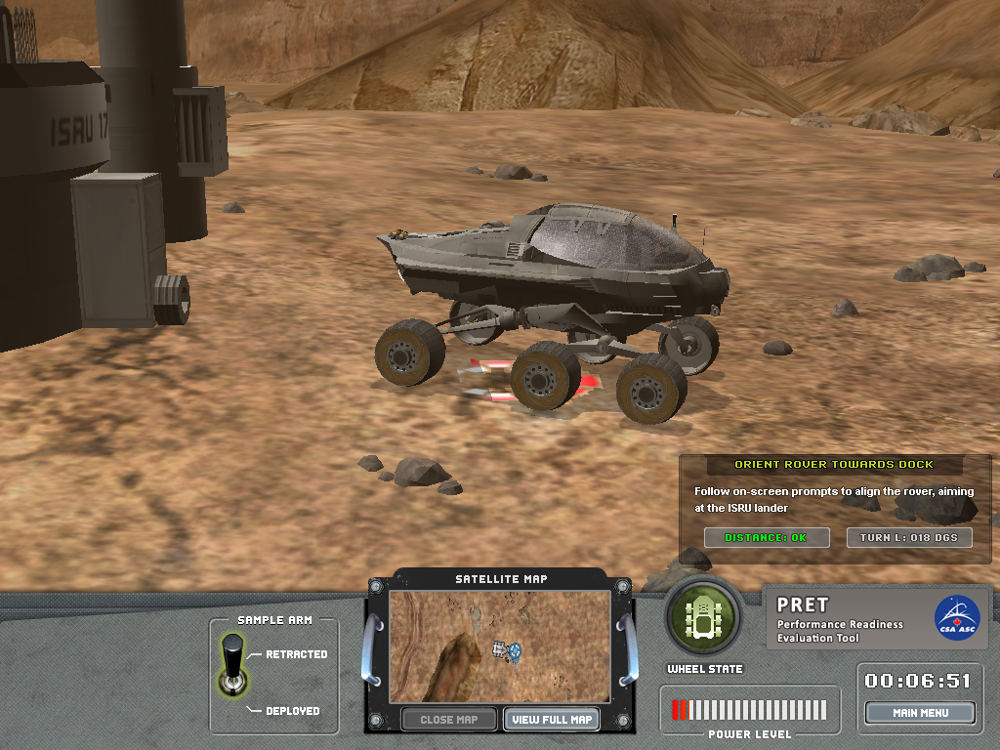 ISRU 17
ORIENT ROVER TOWARDS DOCK
Follow on-screen prompts to align the rover, aiming
at the ISRU lander
DISTANCE: OK
TURN L: 018 DGS
SATELLITE MAP
SAMPLE ARM
RETRACTED
DEPLOYED
CLOSE MAP
VIEW FULL MAP
WHEEL STATE
POWER LEVEL
PRET
Performance Readiness
Evaluation Tool
CSA ASC
00:06:51
MAIN MENU